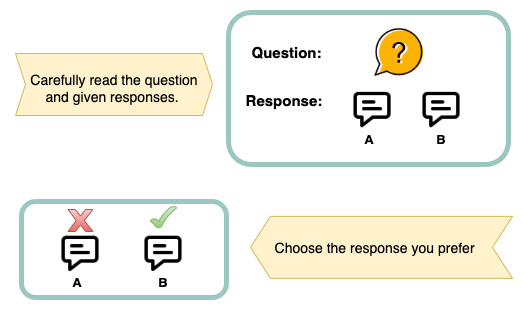 Carefully read the question
and given responses.
Question:
?
Response:
A
B
A
B
Choose the response you prefer